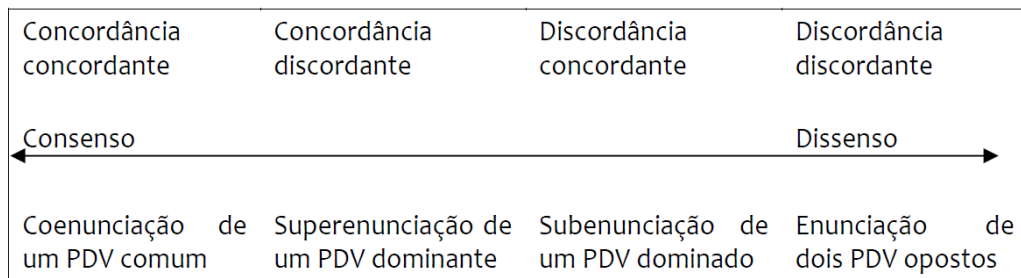 Concordância Concordância Discordância Discordância
concordante discordante concordante discordante
Consenso Dissenso
Coenunciação de Superenunciação de Subenunciação de Enunciação de
um PDV comum um PDV dominante um PDV dominado dois PDV opostos